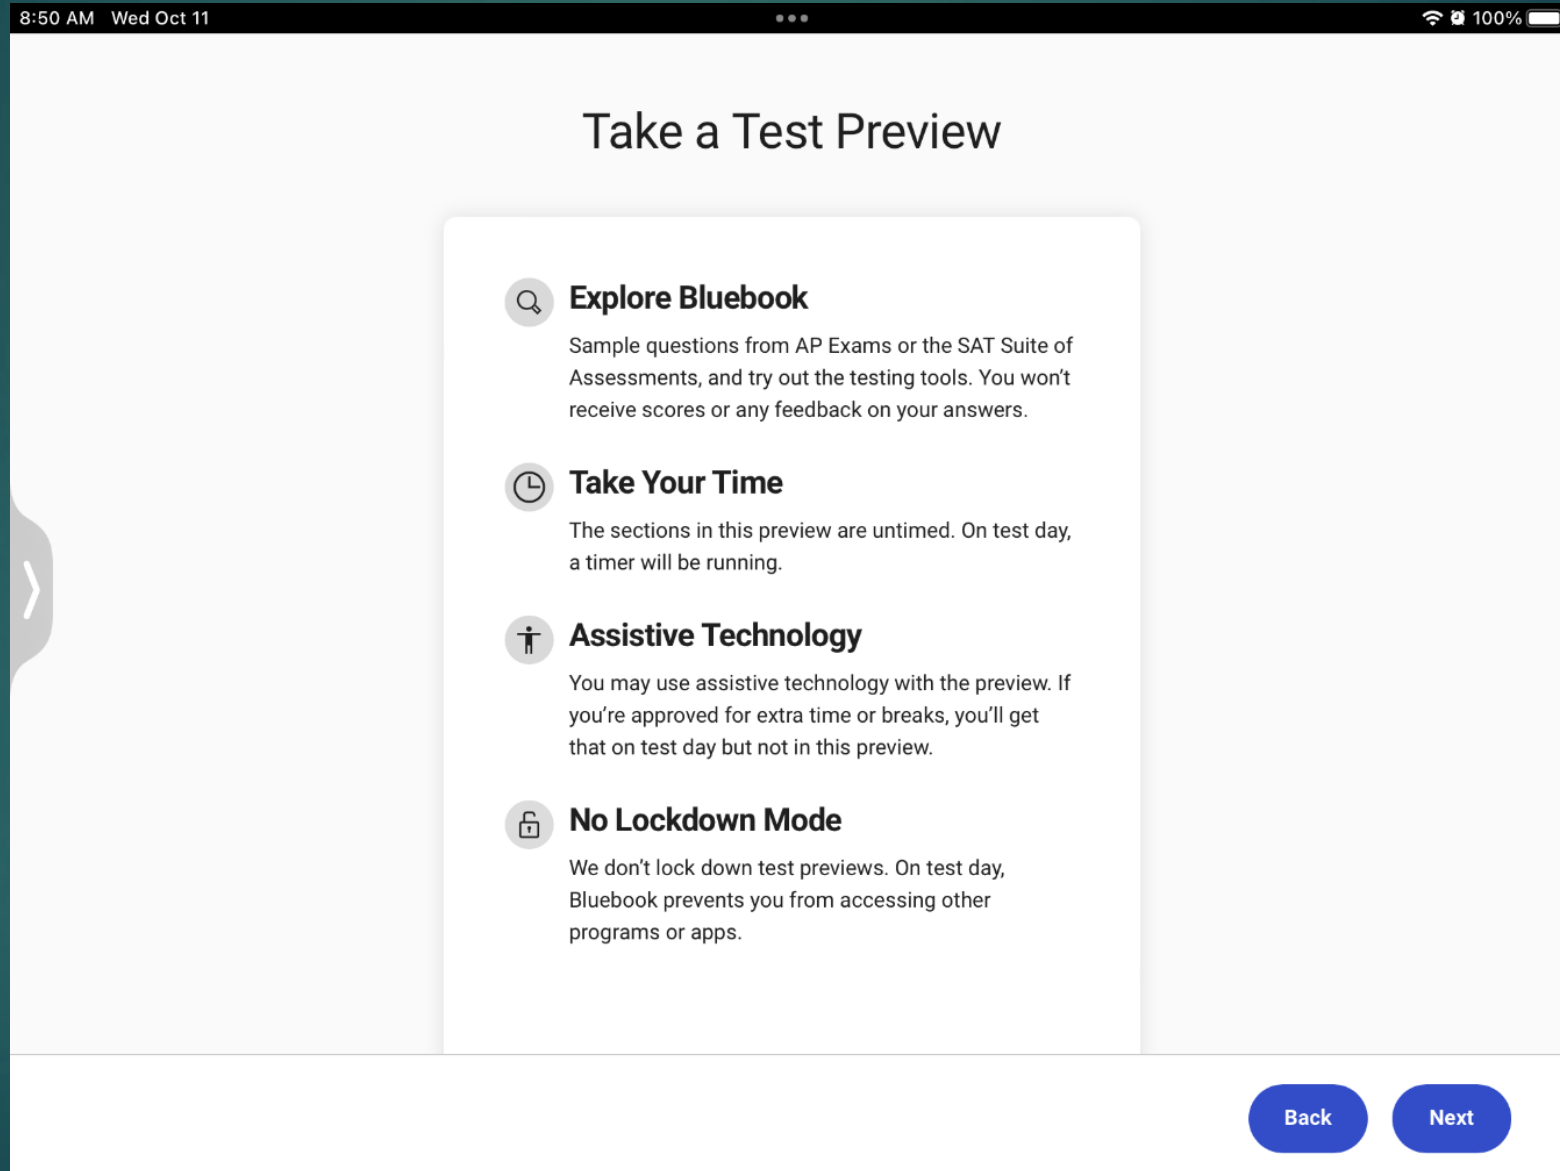 8:50 AM Wed Oct 11
100%
Take a Test Preview
Explore Bluebook
Sample questions from AP Exams or the SAT Suite of
Assessments, and try out the testing tools. You won’t
receive scores or any feedback on your answers.
Take Your Time
The sections in this preview are untimed. On test day,
a timer will be running.
Assistive Technology
You may use assistive technology with the preview. If
you’re approved for extra time or breaks, you’ll get
that on test day but not in this preview.
No Lockdown Mode
We don’t lock down test previews. On test day,
Bluebook prevents you from accessing other
programs or apps.
Back Next